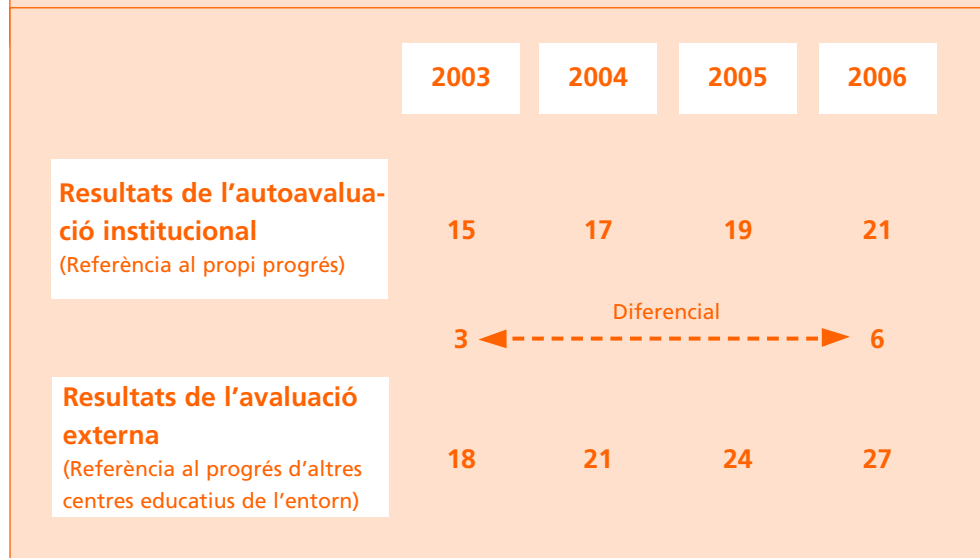 2003 2004 2005 2006
Resultats de l’autoavalua-
ció institucional
(Referència al propi progrés)
15 17 19 21
Diferencial
3 6
Resultats de l’avaluació
externa
(Referència al progrés d’altres
centres educatius de l’entorn)
18 21 24 27